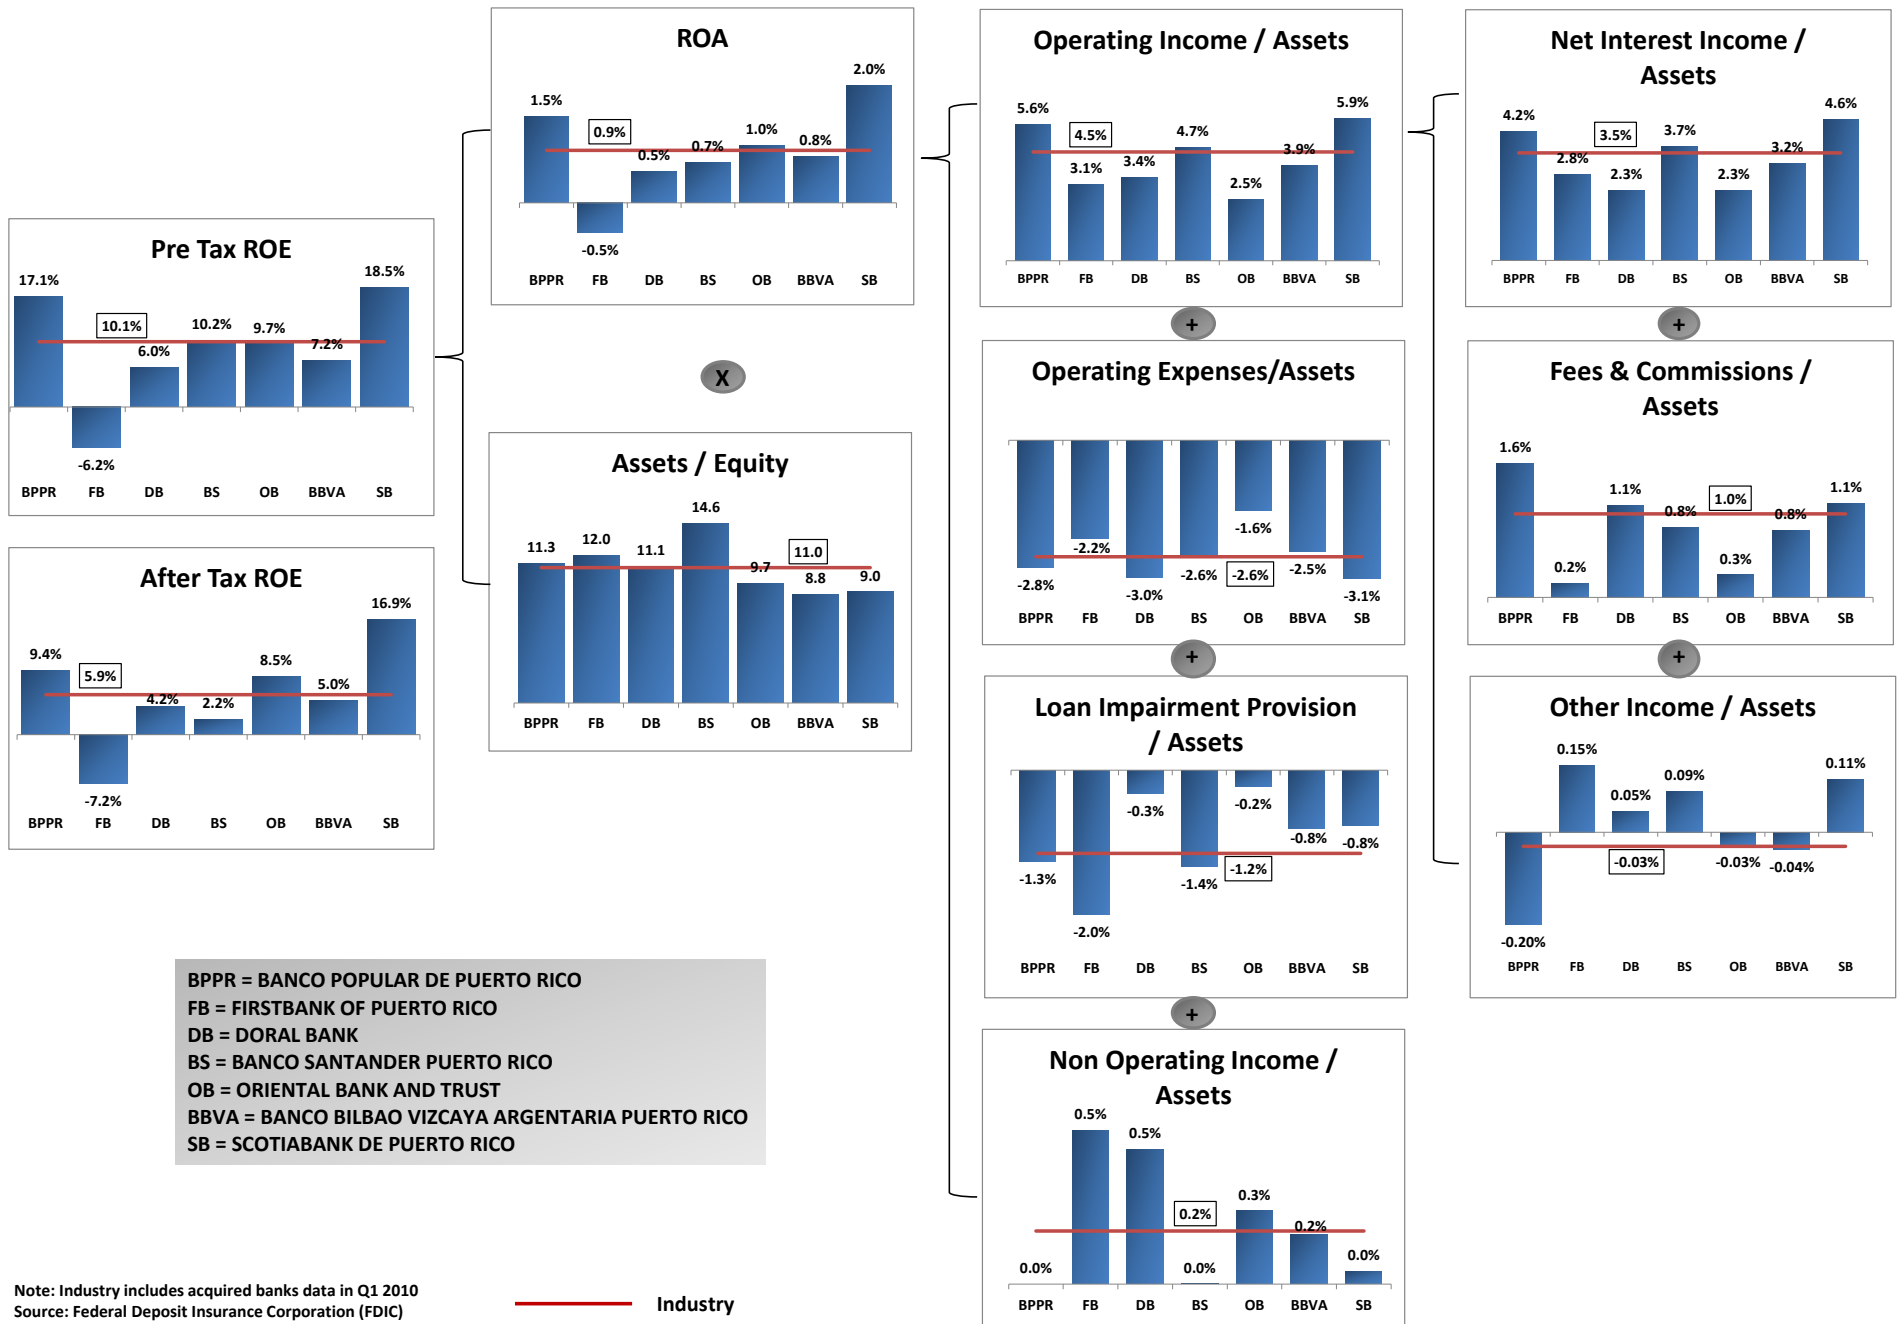 Pre Tax ROE
17.1%
-6.2%
6.0%
10.2%
9.7%
7.2%
18.5%
10.1%
BPPR FB DB BS OB BBVA SB
After Tax ROE
9.4%
-7.2%
4.2%
2.2%
8.5%
5.0%
16.9%
5.9%
BPPR FB DB BS OB BBVA SB
ROA
1.5%
-0.5%
0.5%
0.7%
1.0%
0.8%
2.0%
0.9%
BPPR FB DB BS OB BBVA SB
X
Assets / Equity
11.3
12.0
11.1
14.6
9.7
8.8
9.0
11.0
BPPR FB DB BS OB BBVA SB
Operating Income / Assets
5.6%
3.1%
3.4%
4.7%
2.5%
3.9%
5.9%
4.5%
BPPR FB DB BS OB BBVA SB
+
Operating Expenses/Assets
-2.8%
-2.2%
-3.0%
-2.6%
-1.6%
-2.5%
-3.1%
-2.6%
BPPR FB DB BS OB BBVA SB
+
Loan Impairment Provision
/ Assets
-1.3%
-2.0%
-0.3%
-1.4%
-0.2%
-0.8%
-0.8%
-1.2%
BPPR FB DB BS OB BBVA SB
+
Non Operating Income /
Assets
0.0%
0.5%
0.5%
0.0%
0.3%
0.2%
0.0%
0.2%
BPPR FB DB BS OB BBVA SB
Net Interest Income /
Assets
4.2%
2.8%
2.3%
3.7%
2.3%
3.2%
4.6%
3.5%
BPPR FB DB BS OB BBVA SB
+
Fees & Commissions /
Assets
1.6%
0.2%
1.1%
0.8%
0.3%
0.8%
1.1%
1.0%
BPPR FB DB BS OB BBVA SB
+
Other Income / Assets
-0.20%
0.15%
0.05%
0.09%
-0.03%
-0.04%
0.11%
-0.03%
BPPR FB DB BS OB BBVA SB
BPPR = BANCO POPULAR DE PUERTO RICO
FB = FIRSTBANK OF PUERTO RICO
DB = DORAL BANK
BS = BANCO SANTANDER PUERTO RICO
OB = ORIENTAL BANK AND TRUST
BBVA = BANCO BILBAO VIZCAYA ARGENTARIA PUERTO RICO
SB = SCOTIABANK DE PUERTO RICO
Note: Industry includes acquired banks data in Q1 2010
Source: Federal Deposit Insurance Corporation (FDIC)
Industry